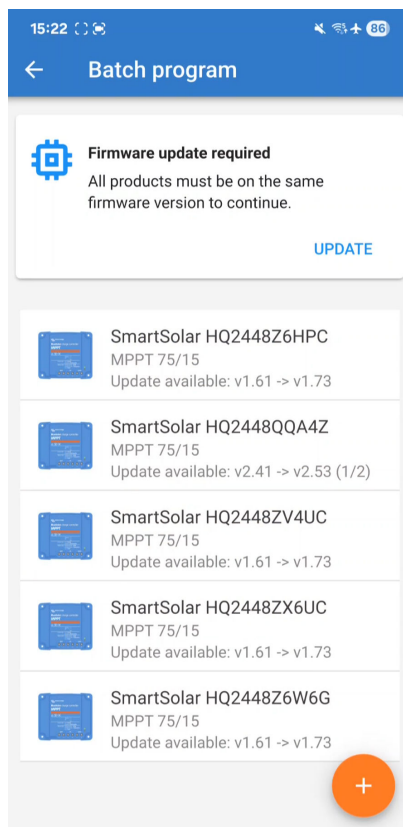 15:22
86
Batch program
Firmware update required
All products must be on the same
firmware version to continue.
UPDATE
SmartSolar HQ2448Z6HPC
MPPT 75/15
Update available: v1.61 -> v1.73
SmartSolar HQ2448QQA4Z
MPPT 75/15
Update available: v2.41 -> v2.53 (1/2)
SmartSolar HQ2448ZV4UC
MPPT 75/15
Update available: v1.61 -> v1.73
SmartSolar HQ2448ZX6UC
MPPT 75/15
Update available: v1.61 -> v1.73
SmartSolar HQ2448Z6W6G
MPPT 75/15
Update available: v1.61 -> v1.73